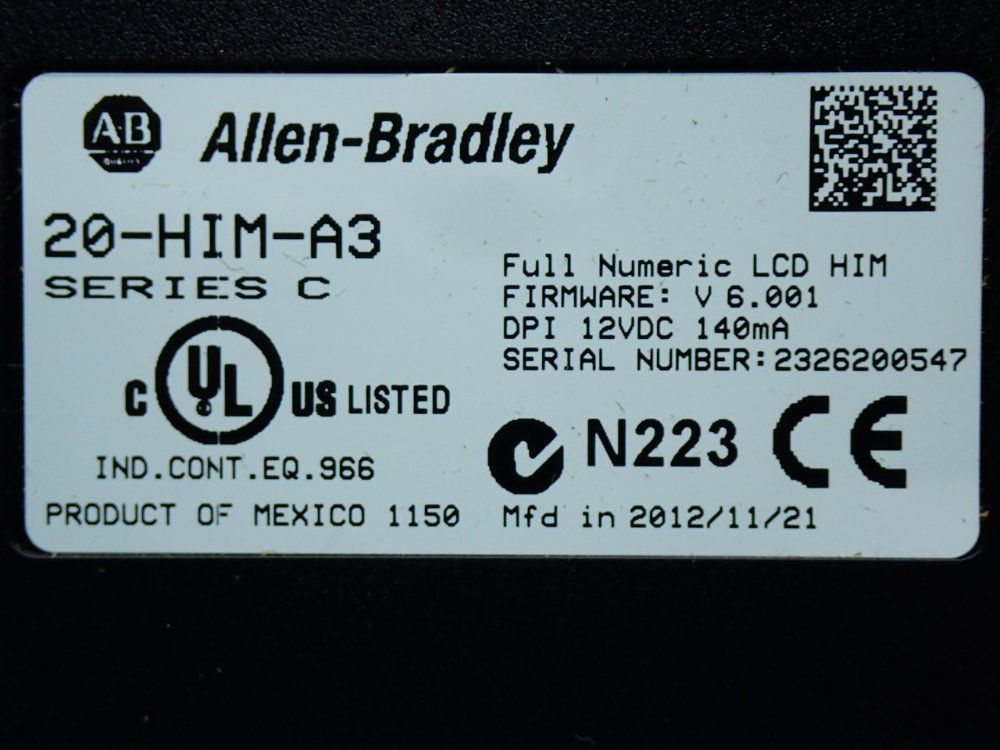 AB
Allen-Bradley
20-HIM-A3
SERIES C
Full Numeric LCD HIM
FIRMWARE: V 6.001
DPI 12VDC 140mA
SERIAL NUMBER:2326200547
C UL US LISTED
IND.CONT.EQ.966
N223 CE
PRODUCT OF MEXICO 1150
Mfd in 2012/11/21